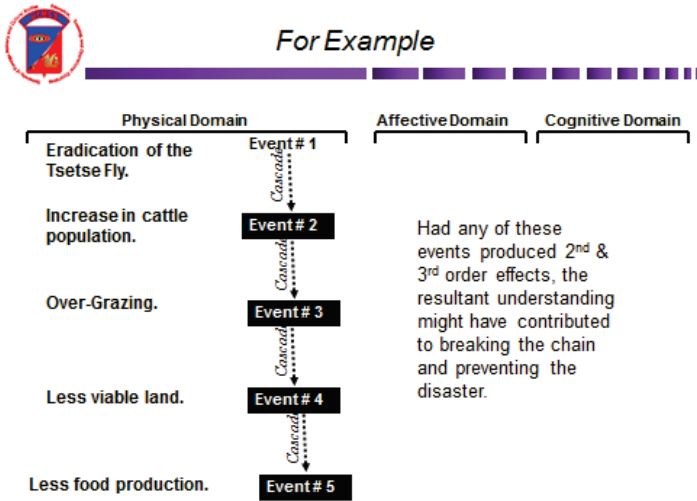 For Example
Physical Domain
Affective Domain
Cognitive Domain
Eradication of the
Tsetse Fly.
Event # 1
Cascade
Increase in cattle
population.
Event # 2
Cascade
Over-Grazing.
Event # 3
Cascade
Less viable land.
Event # 4
Cascade
Less food production.
Event # 5
Had any of these
events produced 2nd &
3rd order effects, the
resultant understanding
might have contributed
to breaking the chain
and preventing the
disaster.